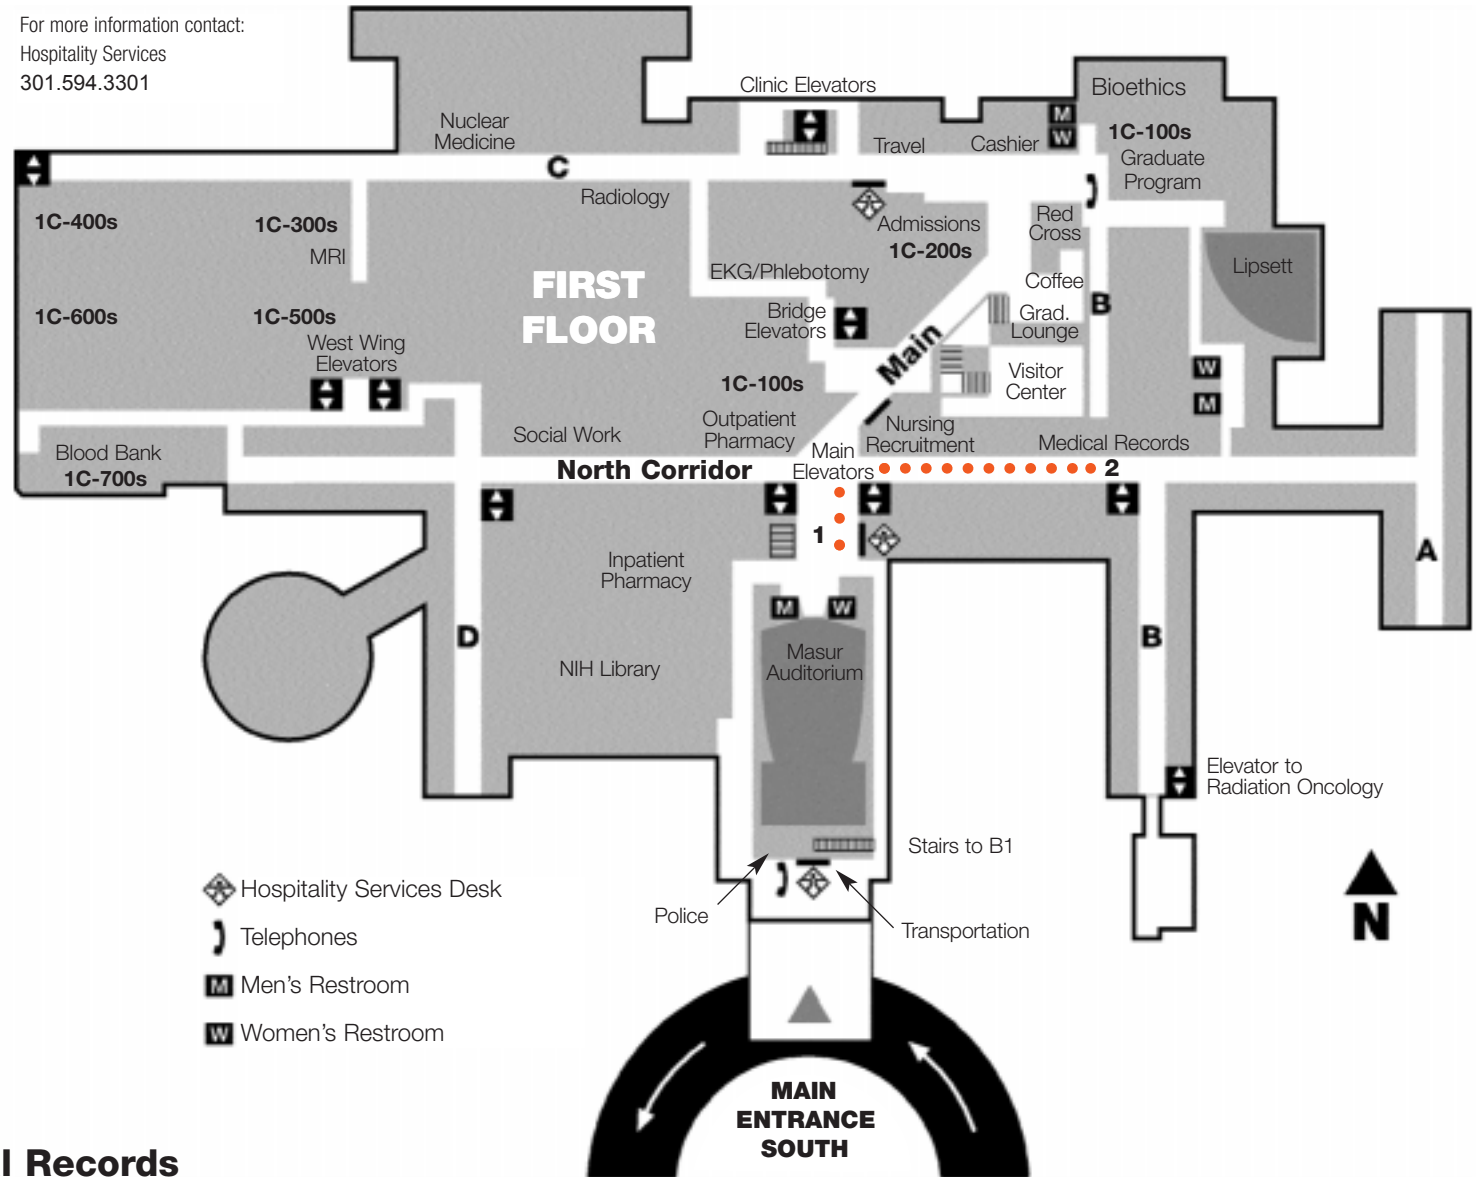 For more information contact:
Hospitality Services
301.594.3301
Clinic Elevators
Bioethics
Nuclear
Medicine
M
W
1C-100s
Travel
Cashier
Graduate
Program
C
Radiology
1C-400s
1C-300s
MRI
Admissions
1C-200s
Red
Cross
Lipsett
EKG/Phlebotomy
FIRST
FLOOR
Coffee
B
1C-600s
1C-500s
Bridge
Elevators
Grad.
Lounge
West Wing
Elevators
Main
Visitor
Center
W
M
1C-100s
Outpatient
Pharmacy
Nursing
Recruitment
Social Work
Medical Records
Blood Bank
1C-700s
Main
Elevators
North Corridor
2
1
A
Inpatient
Pharmacy
M
W
D
B
Masur
Auditorium
NIH Library
Elevator to
Radiation Oncology
Stairs to B1
Hospitality Services Desk
Police
Transportation
N
Telephones
M Men's Restroom
W Women's Restroom
MAIN
ENTRANCE
SOUTH
l Records